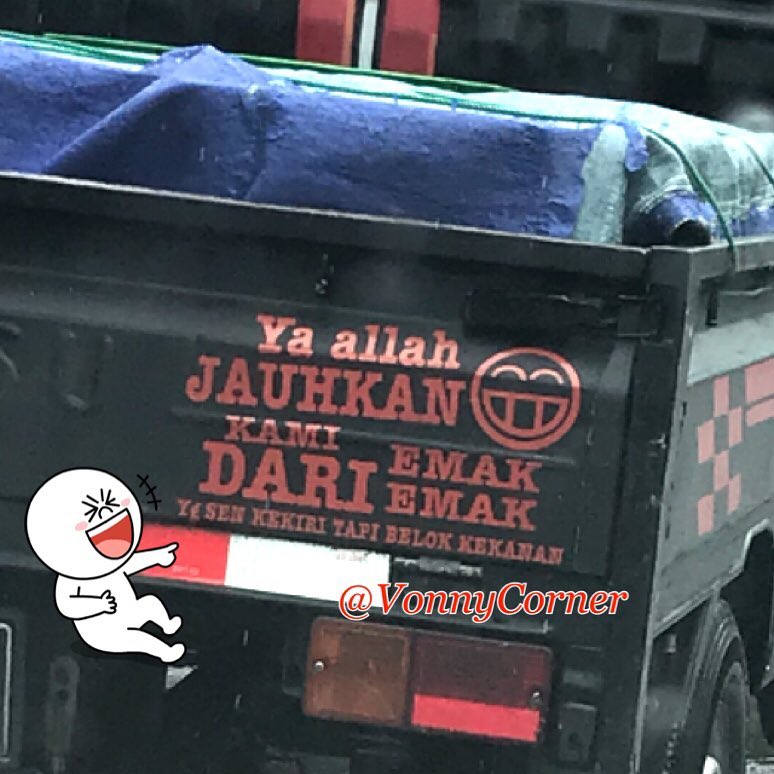 Ya allah
JAUHKAN
KAMI
DARI EMAK
EMAK
Yg SEN KEKIRI TAPI BELOK KEKANAN
@VonnyCorner